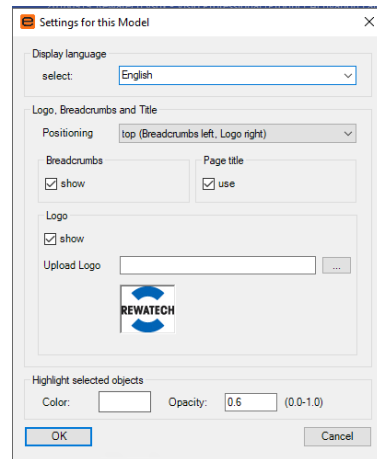 Settings for this Model
Display language
select: English
Logo, Breadcrumbs and Title
Positioning top (Breadcrumbs left, Logo right)
Breadcrumbs Page title
show use
Logo
show
Upload Logo ...
REWATECH
Highlight selected objects
Color: Opacity: 0.6 (0.0-1.0)
OK Cancel